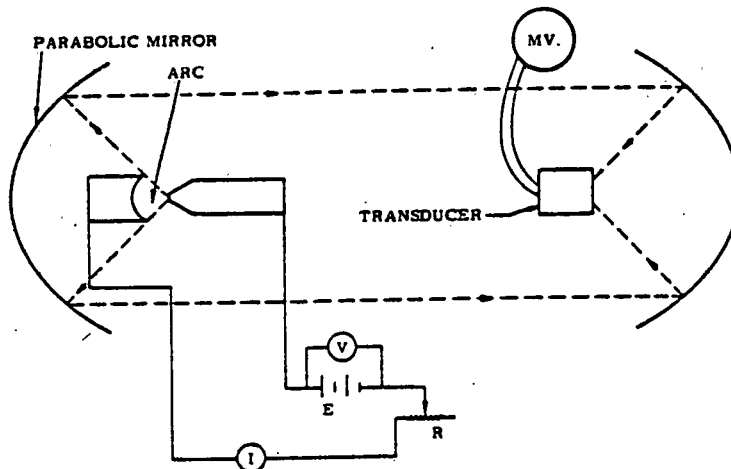 MV.
PARABOLIC MIRROR
ARC
TRANSDUCER
V
E
R
I